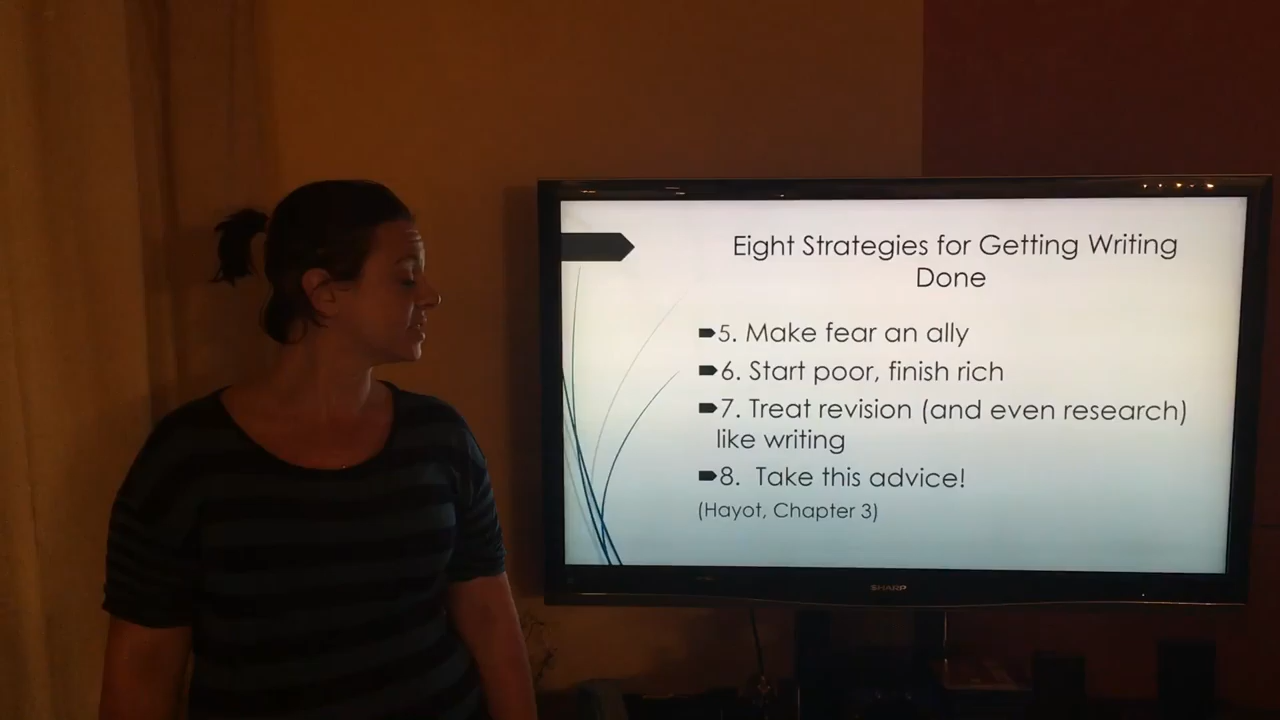 Eight Strategies for Getting Writing
Done
5. Make fear an ally
6. Start poor, finish rich
7. Treat revision (and even research)
like writing
8. Take this advice!
(Hayot, Chapter 3)
SHARP